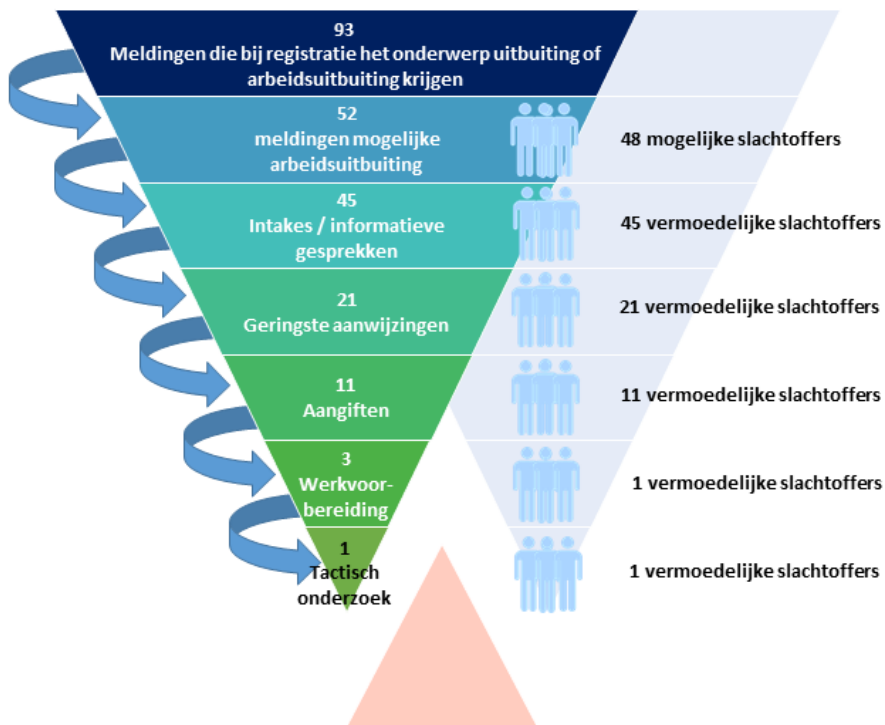 93
Meldingen die bij registratie het onderwerp uitbuiting of
arbeidsuitbuiting krijgen
52
meldingen mogelijke
arbeidsuitbuiting
48 mogelijke slachtoffers
45
Intakes / informatieve
gesprekken
45 vermoedelijke slachtoffers
21
Geringste aanwijzingen
21 vermoedelijke slachtoffers
11
Aangiften
11 vermoedelijke slachtoffers
3
Werkvoor-
bereiding
1 vermoedelijke slachtoffers
1
Tactisch
onderzoek
1 vermoedelijke slachtoffers